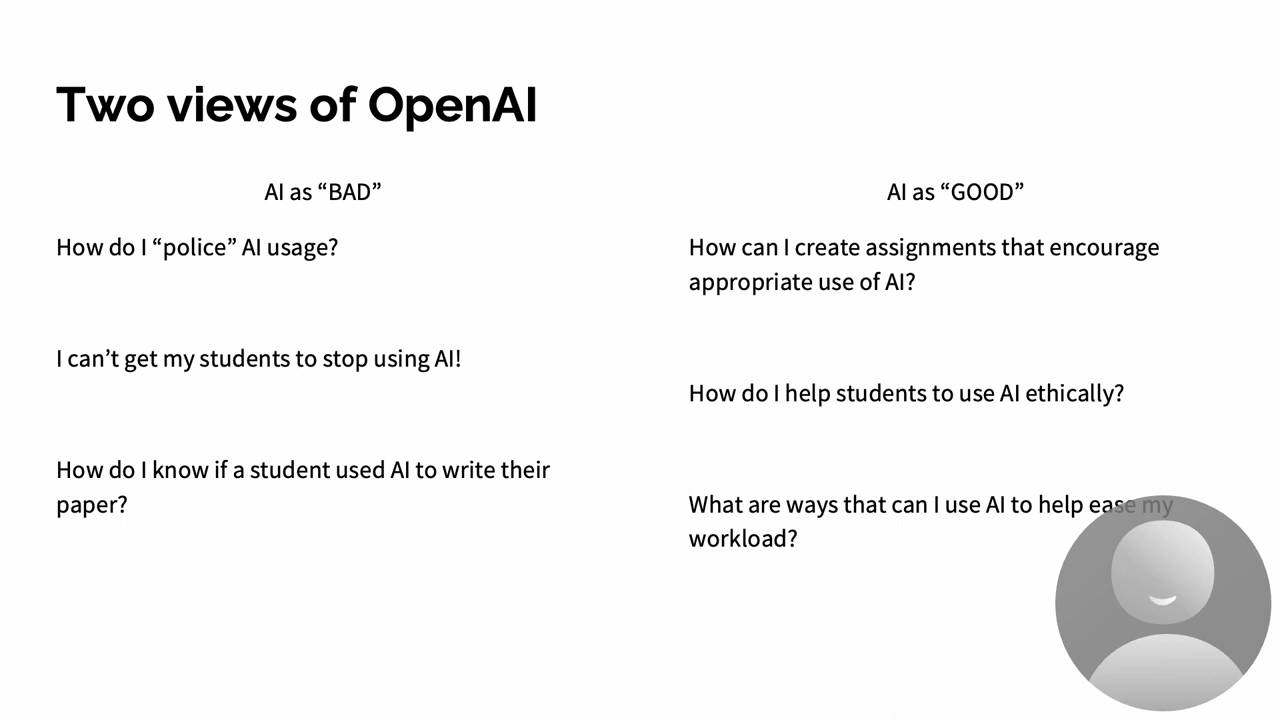 Two views of OpenAI
AI as “BAD”
How do I “police” AI usage?
I can’t get my students to stop using AI!
How do I know if a student used AI to write their
paper?
AI as “GOOD”
How can I create assignments that encourage
appropriate use of AI?
How do I help students to use AI ethically?
What are ways that can I use AI to help ease my
workload?